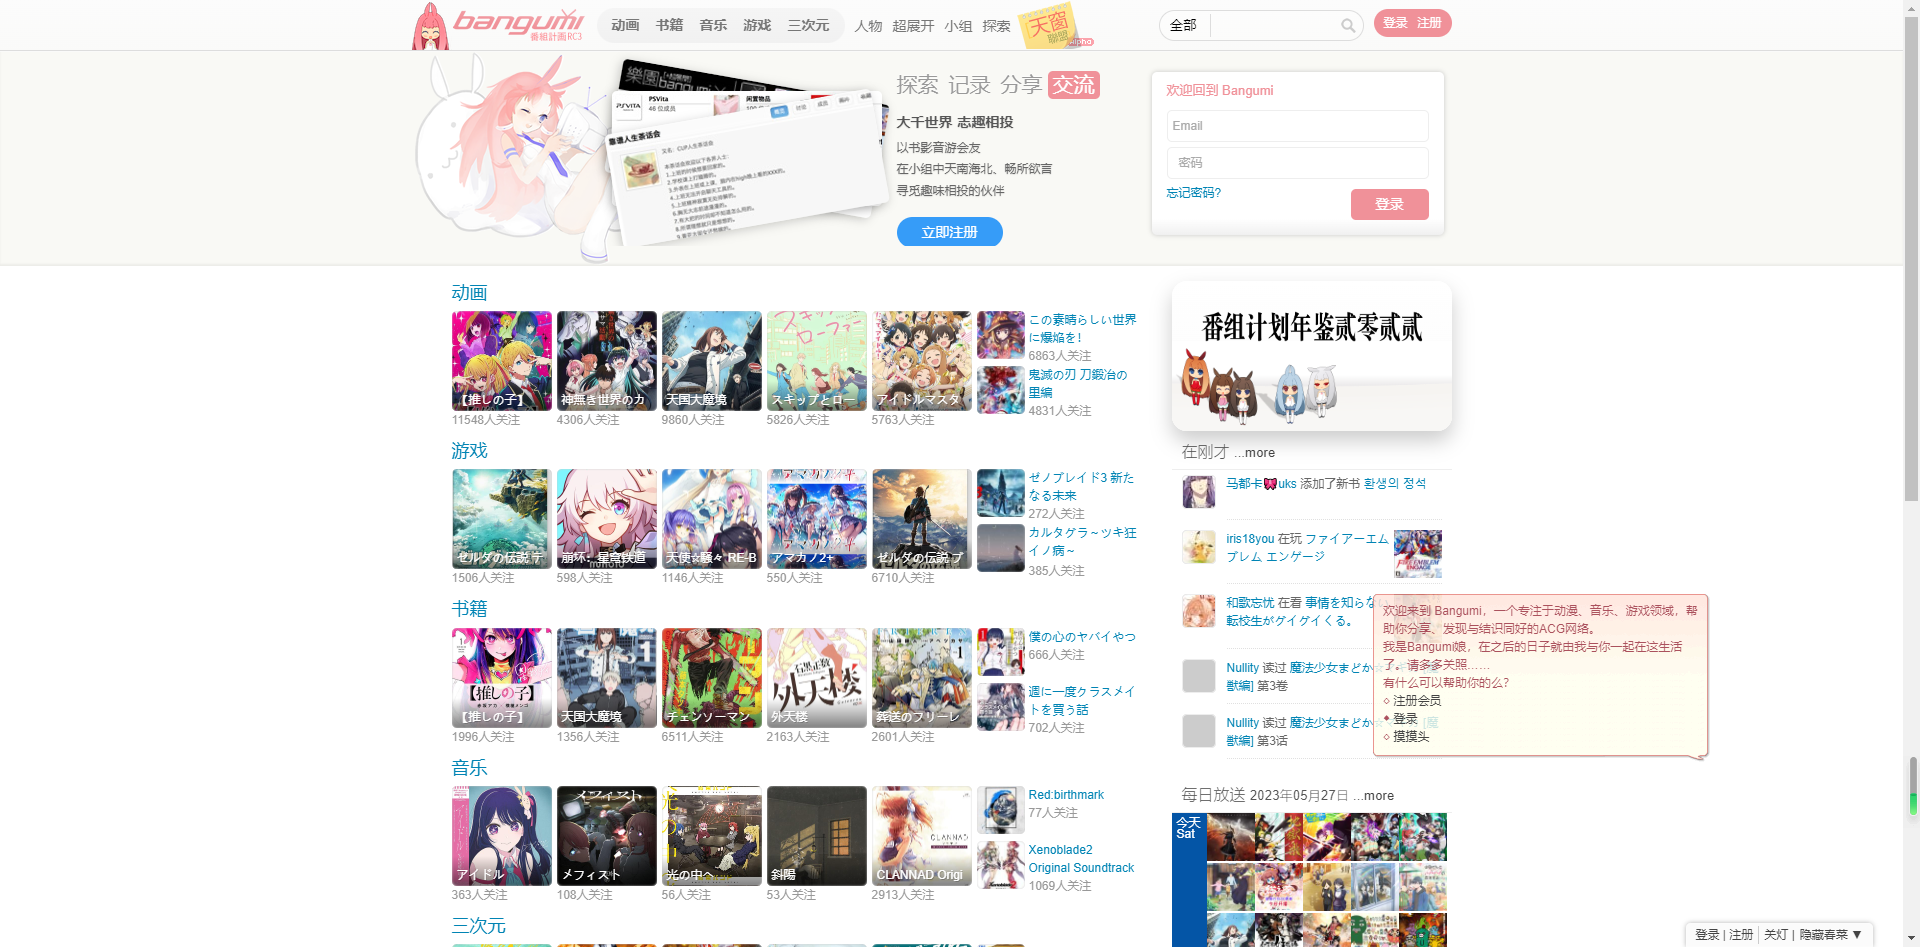 bangumi
番組計画RC3
动画 书籍 音乐 游戏 三次元 人物 超展开 小组 探索
天窗
聯盟
全部
登录 注册
樂園
bangumi
PSVita
46 位成员
闲置物品
靠谱人生茶话会
探索 记录 分享 交流
大千世界 志趣相投
以书影音游会友
在小组中天南海北、畅所欲言
寻觅趣味相投的伙伴
立即注册
欢迎回到 Bangumi
Email
密码
忘记密码?
登录
动画
【推しの子】
11548人关注
神無き世界のカ
4306人关注
天国大魔境
9860人关注
スキップとロー
5826人关注
アイドルマスタ
5763人关注
この素晴らしい世界
に爆焔を!
6863人关注
鬼滅の刃 刀鍛冶の
里編
4831人关注
游戏
ゼルダの伝説 テ
1506人关注
崩坏：星穹铁道
598人关注
天使☆騒々 RE-B
1146人关注
アマカノ2+
550人关注
ゼルダの伝説 ブ
6710人关注
ゼノブレイド3 新た
なる未来
272人关注
カルタグラ～ツキ狂
イノ病～
385人关注
书籍
【推しの子】
1996人关注
天国大魔境
1356人关注
チェンソーマン
6511人关注
外天楼
2163人关注
葬送のフリーレ
2601人关注
僕の心のヤバイやつ
666人关注
週に一度クラスメイ
トを買う話
702人关注
音乐
アイドル
363人关注
メフィスト
108人关注
光の中へ
56人关注
斜陽
53人关注
CLANNAD Origi
2913人关注
Red:birthmark
77人关注
Xenoblade2
Original Soundtrack
1069人关注
三次元
番组计划年鉴贰零贰贰
在刚才 ...more
马都卡🎀uks 添加了新书 환생의 정석
iris18you 在玩 ファイアーエム
ブレム エンゲージ
和歌忘忧 在看 事情を知らない
転校生がグイグイくる。
Nullity 读过 魔法少女まどか☆
獣編] 第3卷
Nullity 读过 魔法少女まどか☆ [魔
獣編] 第3话
欢迎来到 Bangumi，一个专注于动漫、音乐、游戏领域，帮
助你分享、发现与结识同好的ACG网络。
我是Bangumi娘，在之后的日子就由我与你一起在这生活
了。请多多关照……
有什么可以帮助你的么？
◇ 注册会员
◆ 登录
◇ 摸摸头
每日放送 2023年05月27日 ...more
今天
Sat
登录 | 注册 关灯 | 隐藏春菜 ▼